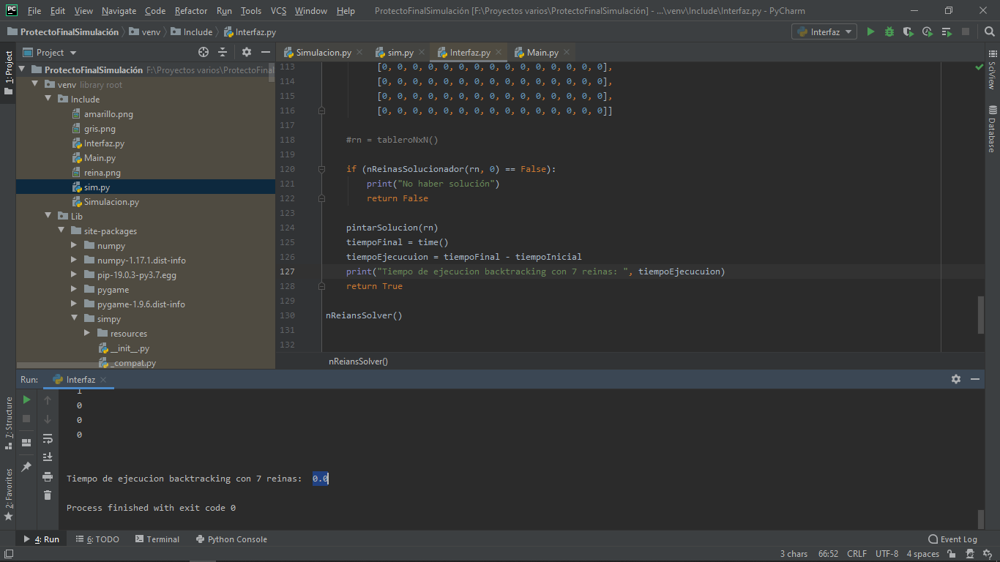 PC File Edit View Navigate Code Refactor Run Tools VCS Window Help ProtectoFinalSimulación [F:\Proyectos varios\ProtectoFinalSimulación] - ...\venv\Include\Interfaz.py - PyCharm
ProtectoFinalSimulación venv Include Interfaz.py Interfaz
1: Project
Project
Simulacion.py sim.py Interfaz.py Main.py
ProtectoFinalSimulación F:\Proyectos varios\ProtectoFinal
venv library root
Include
amarillo.png
gris.png
Interfaz.py
Main.py
reina.png
sim.py
Simulacion.py
Lib
site-packages
numpy
numpy-1.17.1.dist-info
pip-19.0.3-py3.7.egg
pygame
pygame-1.9.6.dist-info
simpy
resources
__init__.py
_compat.py
113 [0, 0, 0, 0, 0, 0, 0, 0, 0, 0, 0, 0, 0, 0, 0],
114 [0, 0, 0, 0, 0, 0, 0, 0, 0, 0, 0, 0, 0, 0, 0],
115 [0, 0, 0, 0, 0, 0, 0, 0, 0, 0, 0, 0, 0, 0, 0],
116 [0, 0, 0, 0, 0, 0, 0, 0, 0, 0, 0, 0, 0, 0, 0]]
117
118 #rn = tableroNxN()
119
120 if (nReinasSolucionador(rn, 0) == False):
121 print("No haber solución")
122 return False
123
124 pintarSolucion(rn)
125 tiempoFinal = time()
126 tiempoEjecucuion = tiempoFinal - tiempoInicial
127 print("Tiempo de ejecucion backtracking con 7 reinas: ", tiempoEjecucuion)
128 return True
129
130 nReiansSolver()
131
132
nReiansSolver()
SciView
Database
Run: Interfaz
1
0
0
0
Tiempo de ejecucion backtracking con 7 reinas: 0.0
Process finished with exit code 0
7: Structure
2: Favorites
4: Run 6: TODO Terminal Python Console Event Log
3 chars 66:52 CRLF UTF-8 4 spaces